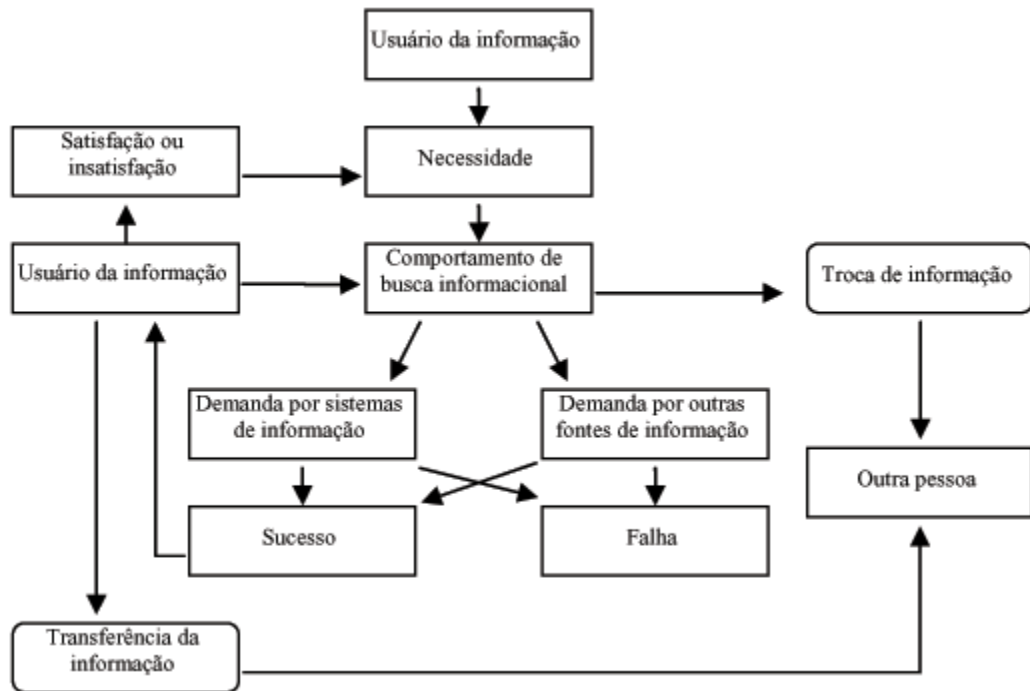 Usuário da informação
Satisfação ou
insatisfação
Necessidade
Usuário da informação
Comportamento de
busca informacional
Troca de informação
Demanda por sistemas
de informação
Demanda por outras
fontes de informação
Outra pessoa
Sucesso
Falha
Transferência da
informação